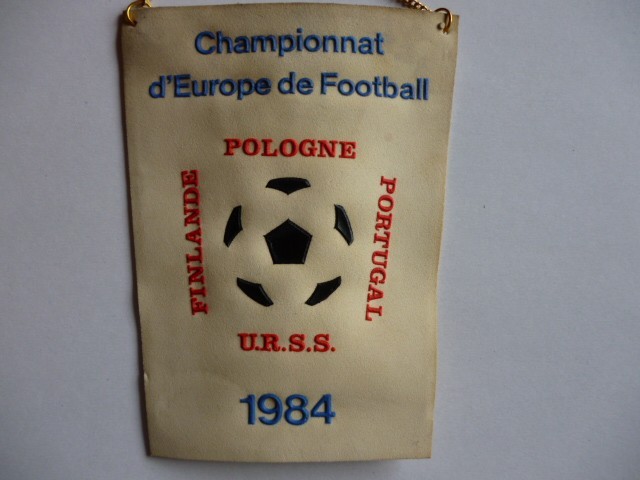 Championnat
d'Europe de Football
POLOGNE
FINLANDE
PORTUGAL
U.R.S.S.
1984